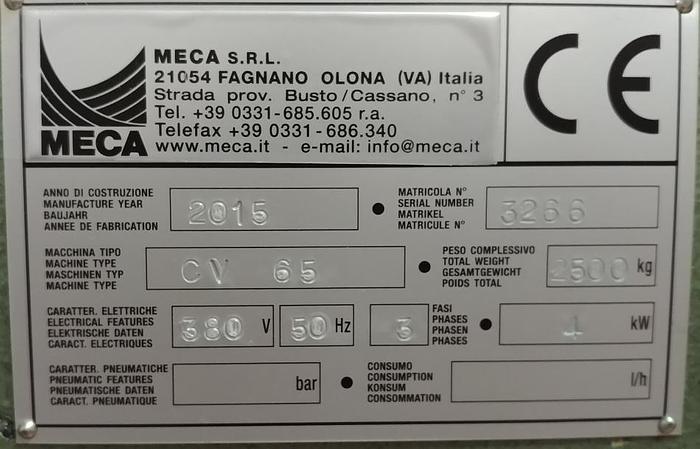 MECA
MECA S.R.L.
21054 FAGNANO OLONA (VA) Italia
Strada prov. Busto/Cassano, n° 3
Tel. +39 0331-685.605 r.a.
Telefax +39 0331-686.340
www.meca.it - e-mail: info@meca.it
CE
ANNO DI COSTRUZIONE
MANUFACTURE YEAR
BAUJAHR
ANNEE DE FABRICATION
2015
MATRICOLA N°
SERIAL NUMBER
MATRIKEL
MATRICULE N°
3266
MACCHINA TIPO
MACHINE TYPE
MASCHINEN TYP
MACHINE TYPE
CV 65
PESO COMPLESSIVO
TOTAL WEIGHT
GESAMTGEWICHT
POIDS TOTAL
2500 kg
CARATTER. ELETTRICHE
ELECTRICAL FEATURES
ELEKTRISCHE DATEN
CARACT. ELECTRIQUES
380 V
50 Hz
3
FASI
PHASES
PHASEN
PHASES
4 kW
CARATTER. PNEUMATICHE
PNEUMATIC FEATURES
PNEUMATISCHE DATEN
CARACT. PNEUMATIQUE
bar
CONSUMO
CONSUMPTION
KONSUM
CONSOMMATION
l/h